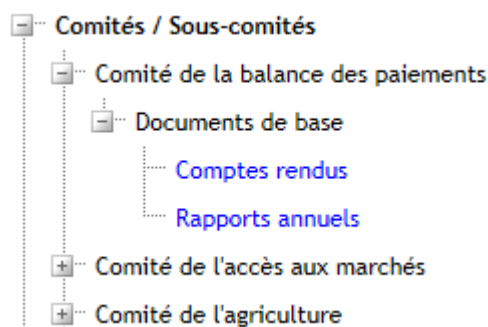 Comités / Sous-comités
Comité de la balance des paiements
Documents de base
Comptes rendus
Rapports annuels
Comité de l'accès aux marchés
Comité de l'agriculture